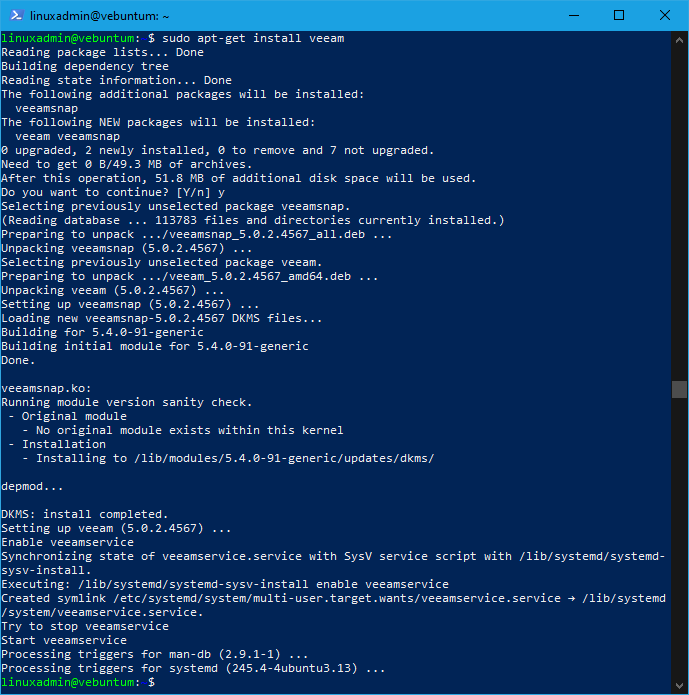 linuxadmin@vebuntum: ~
linuxadmin@vebuntum: $ sudo apt-get install veeam
Reading package lists... Done
Building dependency tree
Reading state information... Done
The following additional packages will be installed:
  veeamsnap
The following NEW packages will be installed:
  veeam veeamsnap
0 upgraded, 2 newly installed, 0 to remove and 7 not upgraded.
Need to get 0 B/49.3 MB of archives.
After this operation, 51.8 MB of additional disk space will be used.
Do you want to continue? [Y/n] y
Selecting previously unselected package veeamsnap.
(Reading database ... 113783 files and directories currently installed.)
Preparing to unpack .../veeamsnap_5.0.2.4567_all.deb ...
Unpacking veeamsnap (5.0.2.4567) ...
Selecting previously unselected package veeam.
Preparing to unpack .../veeam_5.0.2.4567_amd64.deb ...
Unpacking veeam (5.0.2.4567) ...
Setting up veeamsnap (5.0.2.4567) ...
Loading new veeamsnap-5.0.2.4567 DKMS files...
Building for 5.4.0-91-generic
Building initial module for 5.4.0-91-generic
Done.

veeamsnap.ko:
Running module version sanity check.
 - Original module
   - No original module exists within this kernel
 - Installation
   - Installing to /lib/modules/5.4.0-91-generic/updates/dkms/

depmod...

DKMS: install completed.
Setting up veeam (5.0.2.4567) ...
Enable veeamservice
Synchronizing state of veeamservice.service with SysV service script with /lib/systemd/systemd-
sysv-install.
Executing: /lib/systemd/systemd-sysv-install enable veeamservice
Created symlink /etc/systemd/system/multi-user.target.wants/veeamservice.service → /lib/systemd
/system/veeamservice.service.
Try to stop veeamservice
Start veeamservice
Processing triggers for man-db (2.9.1-1) ...
Processing triggers for systemd (245.4-4ubuntu3.13) ...
linuxadmin@vebuntum: $